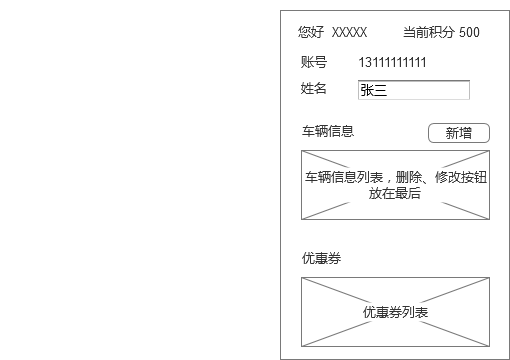 您好 XXXXX 当前积分 500
账号 13111111111
姓名 张三
车辆信息 新增
车辆信息列表，删除、修改按钮
放在最后
优惠券
优惠券列表